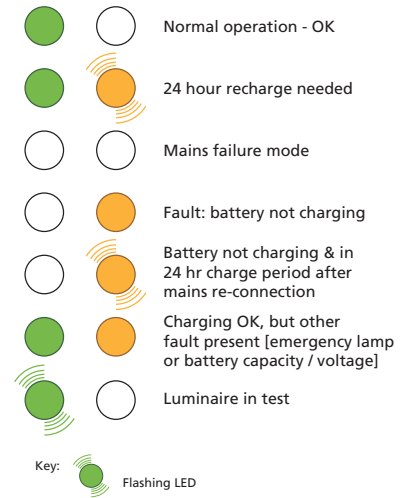 Normal operation - OK
24 hour recharge needed
Mains failure mode
Fault: battery not charging
Battery not charging & in
24 hr charge period after
mains re-connection
Charging OK, but other
fault present [emergency lamp
or battery capacity / voltage]
Luminaire in test
Key:
Flashing LED